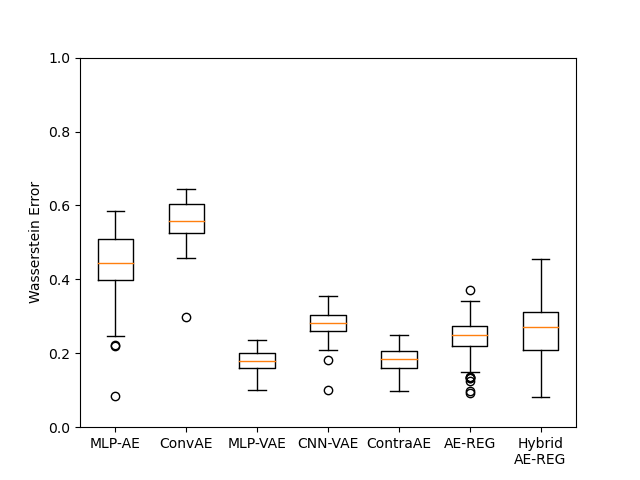 1.0
0.8
0.6
0.4
0.2
0.0
Wasserstein Error
MLP-AE ConvAE MLP-VAE CNN-VAE ContraAE AE-REG Hybrid
AE-REG